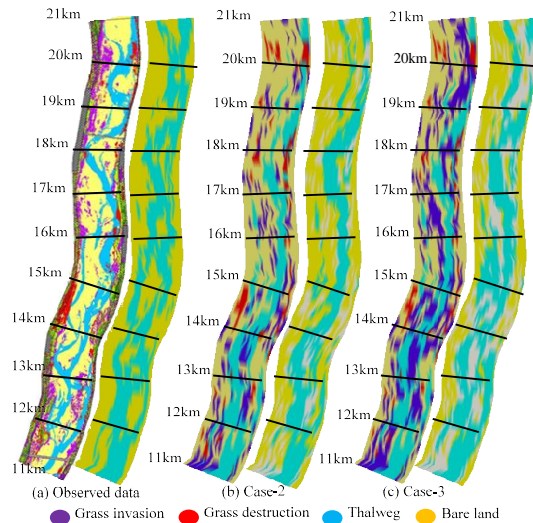 21km
20km
19km
18km
17km
16km
15km
14km
13km
12km
11km
21km
20km
19km
18km
17km
16km
15km
14km
13km
12km
11km
21km
20km
19km
18km
17km
16km
15km
14km
13km
12km
11km
(a) Observed data
(b) Case-2
(c) Case-3
Grass invasion
Grass destruction
Thalweg
Bare land